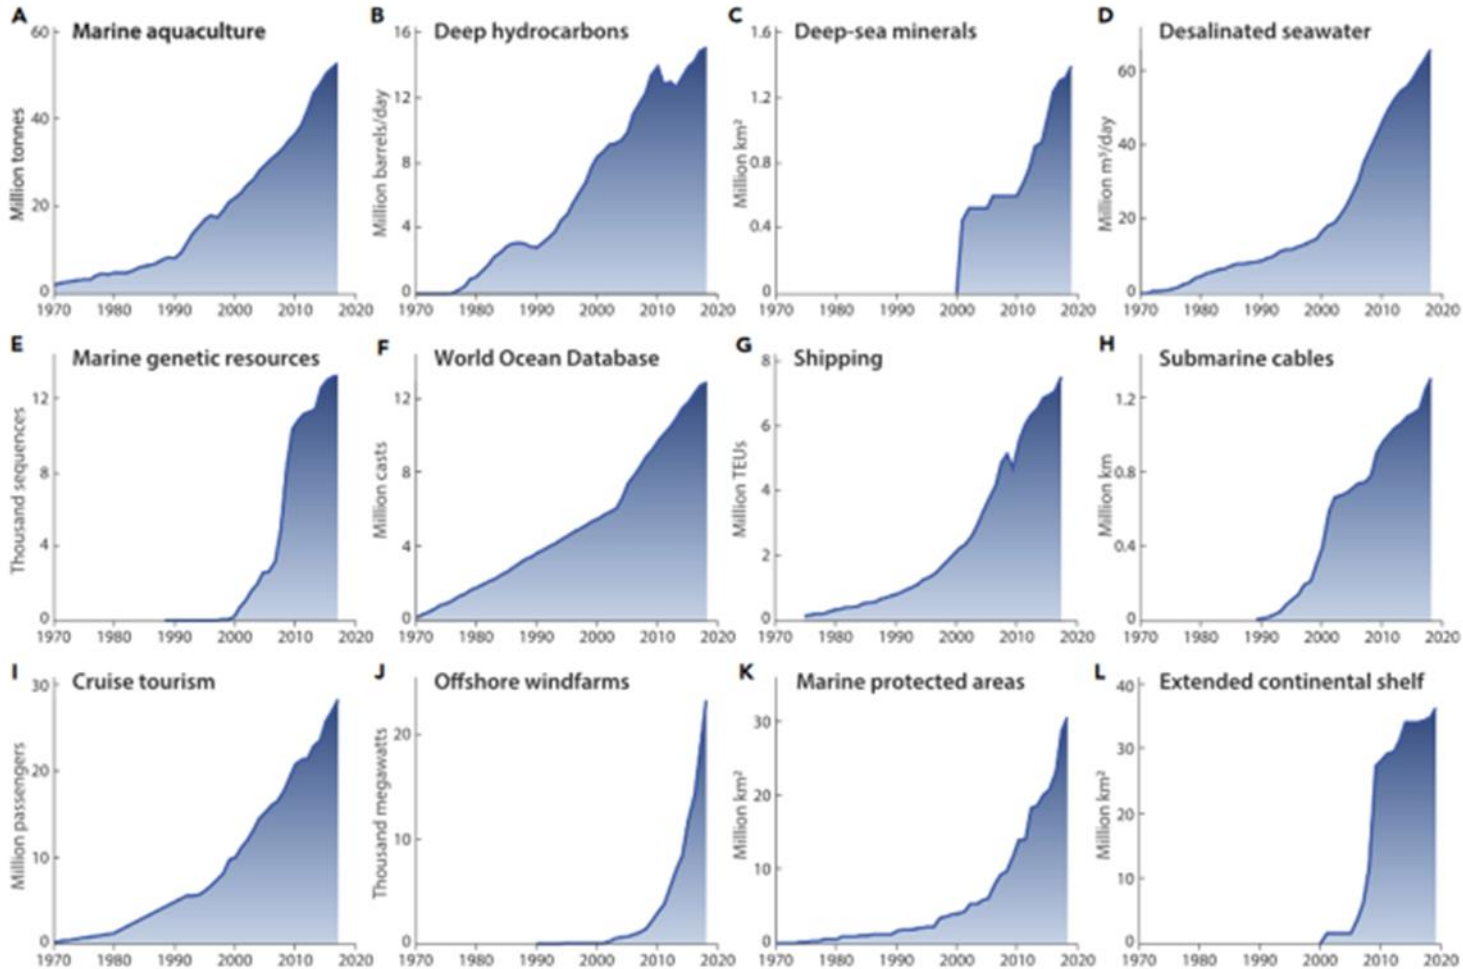 A Marine aquaculture
Million tonnes
60
40
20
0
1970 1980 1990 2000 2010 2020
B Deep hydrocarbons
Million barrels/day
16
12
8
4
0
1970 1980 1990 2000 2010 2020
C Deep-sea minerals
Million km²
1.6
1.2
0.8
0.4
0
1970 1980 1990 2000 2010 2020
D Desalinated seawater
Million m³/day
60
40
20
0
1970 1980 1990 2000 2010 2020
E Marine genetic resources
Thousand sequences
12
8
4
0
1970 1980 1990 2000 2010 2020
F World Ocean Database
Million casts
12
8
4
0
1970 1980 1990 2000 2010 2020
G Shipping
Million TEUs
8
6
4
2
0
1970 1980 1990 2000 2010 2020
H Submarine cables
Million km
1.2
0.8
0.4
0
1970 1980 1990 2000 2010 2020
I Cruise tourism
Million passengers
30
20
10
0
1970 1980 1990 2000 2010 2020
J Offshore windfarms
Thousand megawatts
20
10
0
1970 1980 1990 2000 2010 2020
K Marine protected areas
Million km²
30
20
10
0
1970 1980 1990 2000 2010 2020
L Extended continental shelf
Million km²
40
30
20
10
0
1970 1980 1990 2000 2010 2020